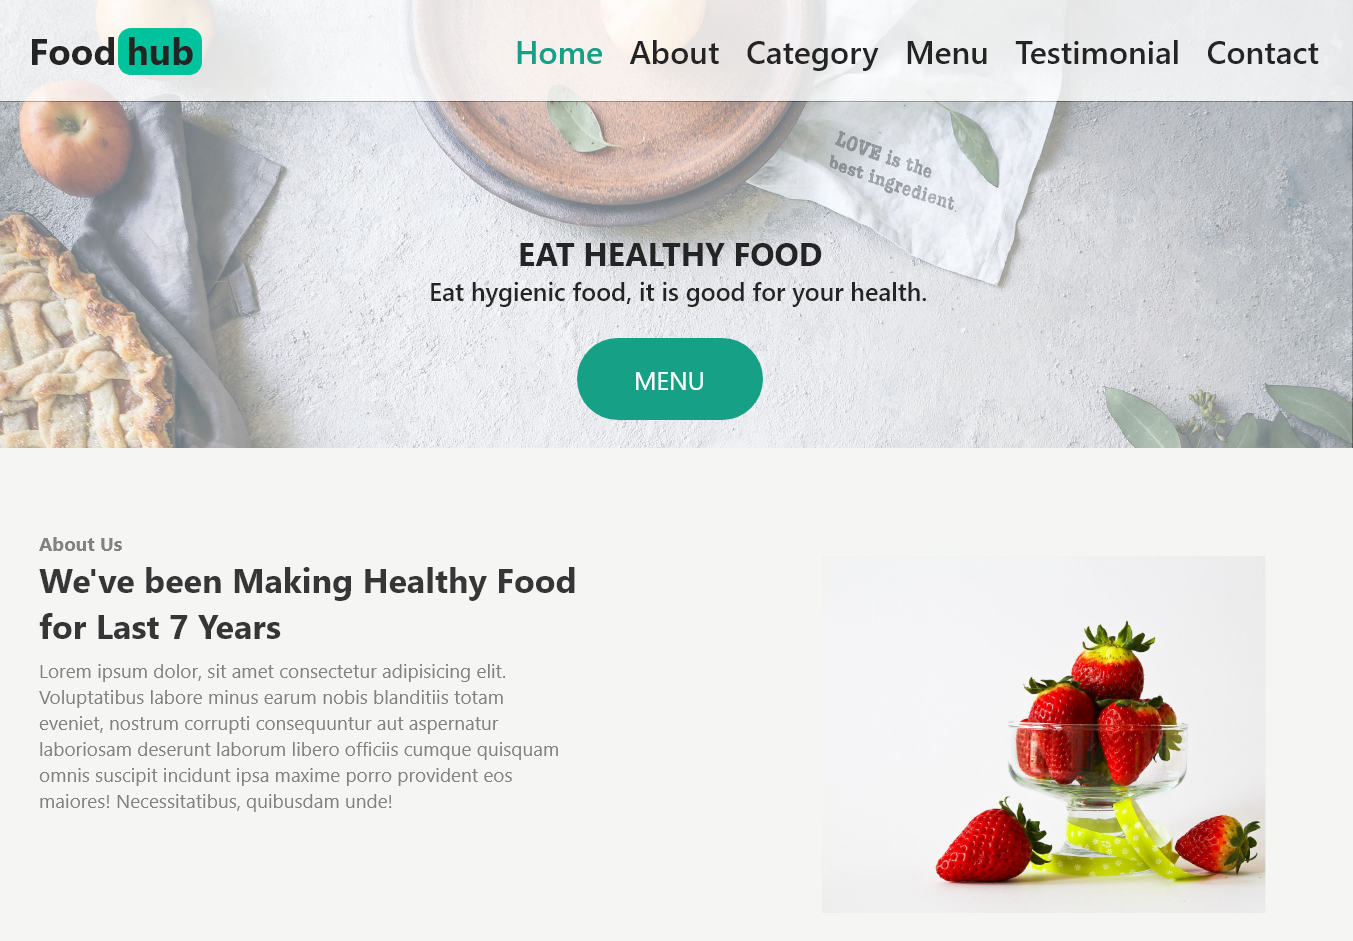 Food hub
Home About Category Menu Testimonial Contact
LOVE is the
best ingredient
EAT HEALTHY FOOD
Eat hygienic food, it is good for your health.
MENU
About Us
We've been Making Healthy Food
for Last 7 Years
Lorem ipsum dolor, sit amet consectetur adipisicing elit.
Voluptatibus labore minus earum nobis blanditiis totam
eveniet, nostrum corrupti consequuntur aut aspernatur
laboriosam deserunt laborum libero officiis cumque quisquam
omnis suscipit incidunt ipsa maxime porro provident eos
maiores! Necessitatibus, quibusdam unde!